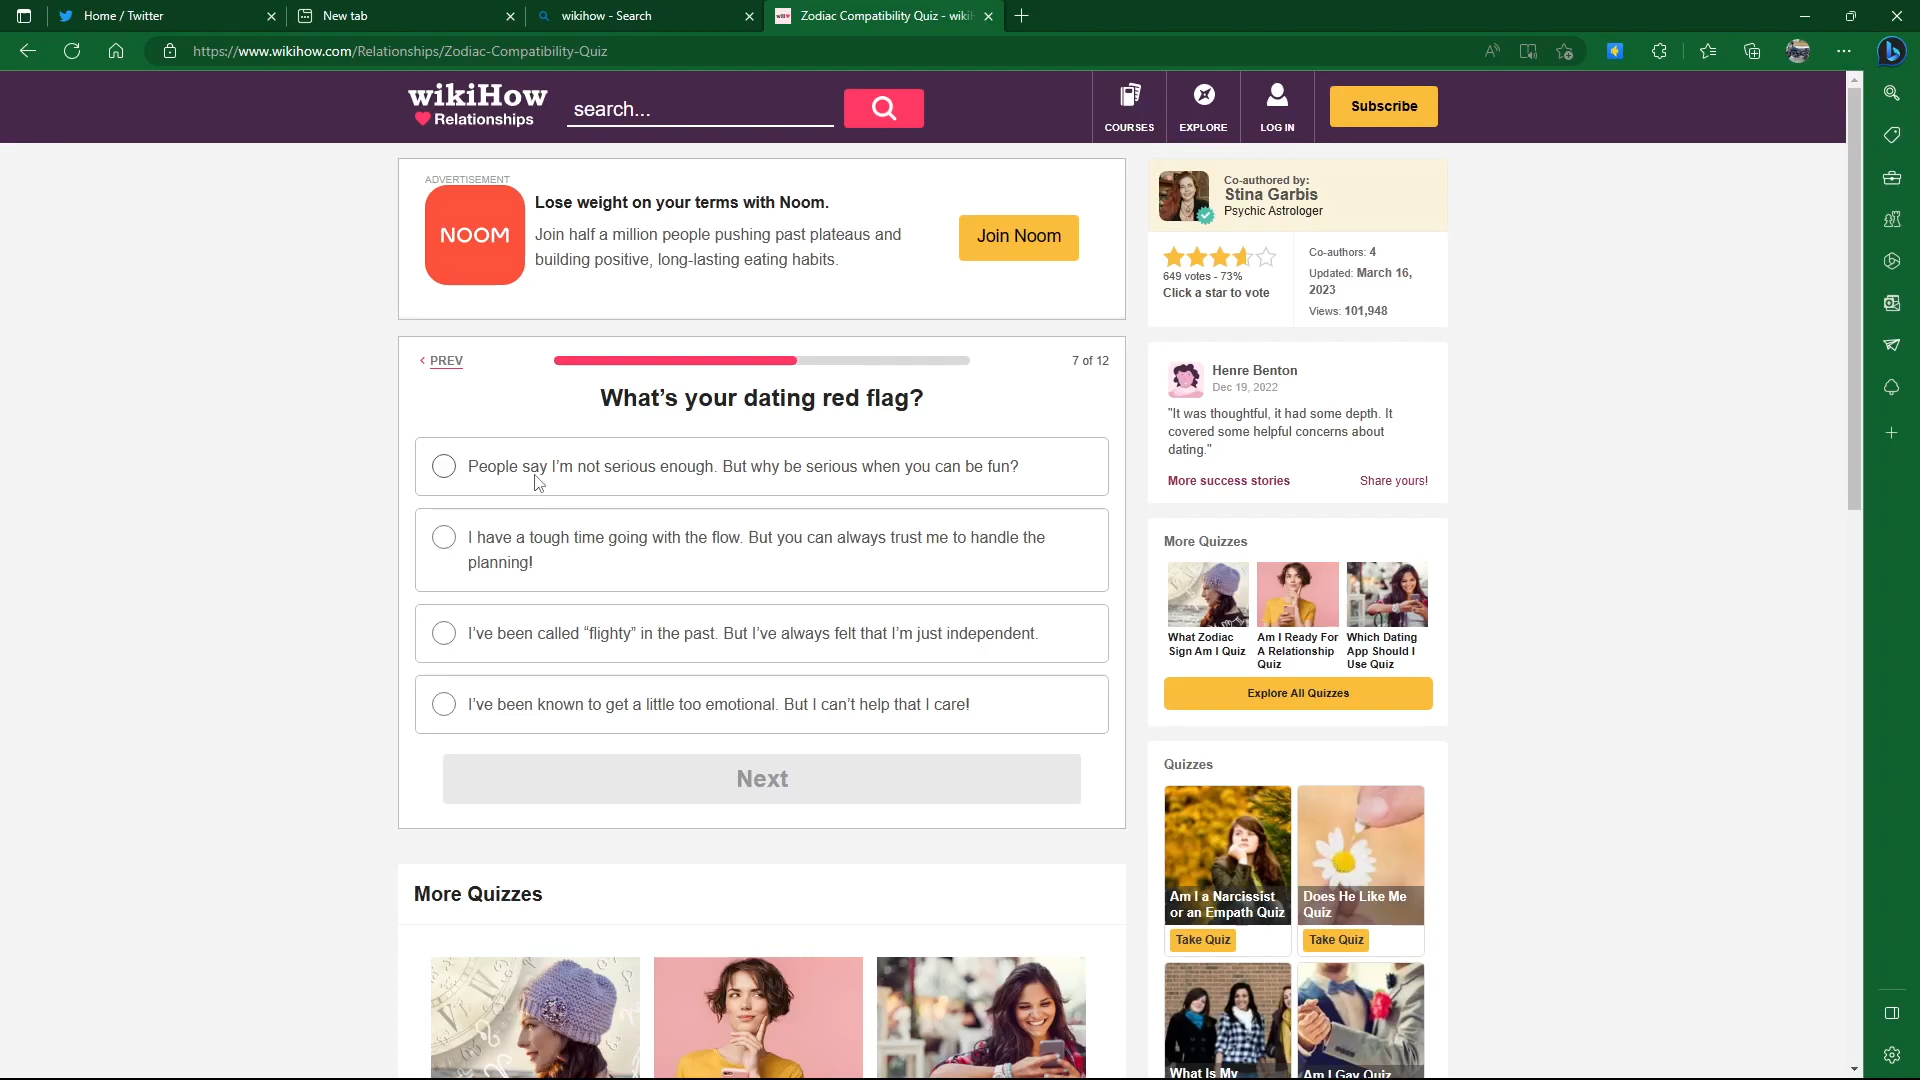 Home / Twitter
New tab
wikihow - Search
Zodiac Compatibility Quiz - wikiH
https://www.wikihow.com/Relationships/Zodiac-Compatibility-Quiz
wikiHow
Relationships
search...
COURSES
EXPLORE
LOG IN
Subscribe
ADVERTISEMENT
NOOM
Lose weight on your terms with Noom.
Join half a million people pushing past plateaus and
building positive, long-lasting eating habits.
Join Noom
PREV
7 of 12
What's your dating red flag?
People say I'm not serious enough. But why be serious when you can be fun?
I have a tough time going with the flow. But you can always trust me to handle the
planning!
I've been called “flighty” in the past. But I've always felt that I'm just independent.
I've been known to get a little too emotional. But I can't help that I care!
Next
More Quizzes
Co-authored by:
Stina Garbis
Psychic Astrologer
649 votes - 73%
Click a star to vote
Co-authors: 4
Updated: March 16,
2023
Views: 101,948
Henre Benton
Dec 19, 2022
"It was thoughtful, it had some depth. It
covered some helpful concerns about
dating."
More success stories
Share yours!
More Quizzes
What Zodiac
Sign Am I Quiz
Am I Ready For
A Relationship
Quiz
Which Dating
App Should I
Use Quiz
Explore All Quizzes
Quizzes
Am I a Narcissist
or an Empath Quiz
Take Quiz
Does He Like Me
Quiz
Take Quiz
What Is My
Am I Gay Quiz